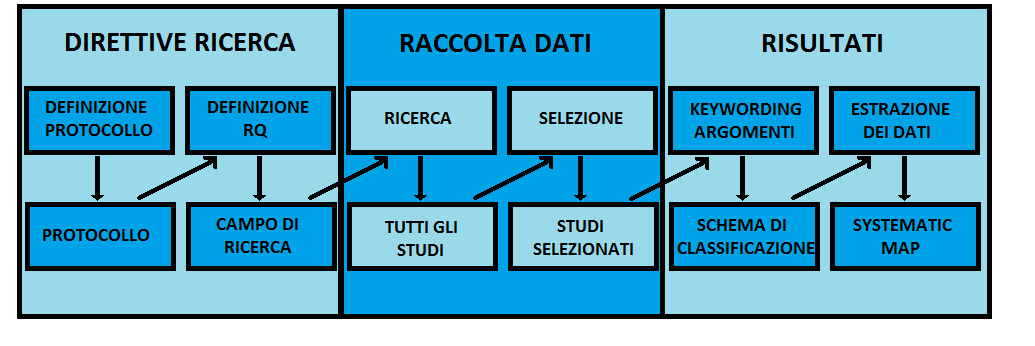 DIRETTIVE RICERCA
DEFINIZIONE
PROTOCOLLO
DEFINIZIONE
RQ
PROTOCOLLO
CAMPO DI
RICERCA
RACCOLTA DATI
RICERCA
SELEZIONE
TUTTI GLI
STUDI
STUDI
SELEZIONATI
RISULTATI
KEYWORDING
ARGOMENTI
ESTRAZIONE
DEI DATI
SCHEMA DI
CLASSIFICAZIONE
SYSTEMATIC
MAP